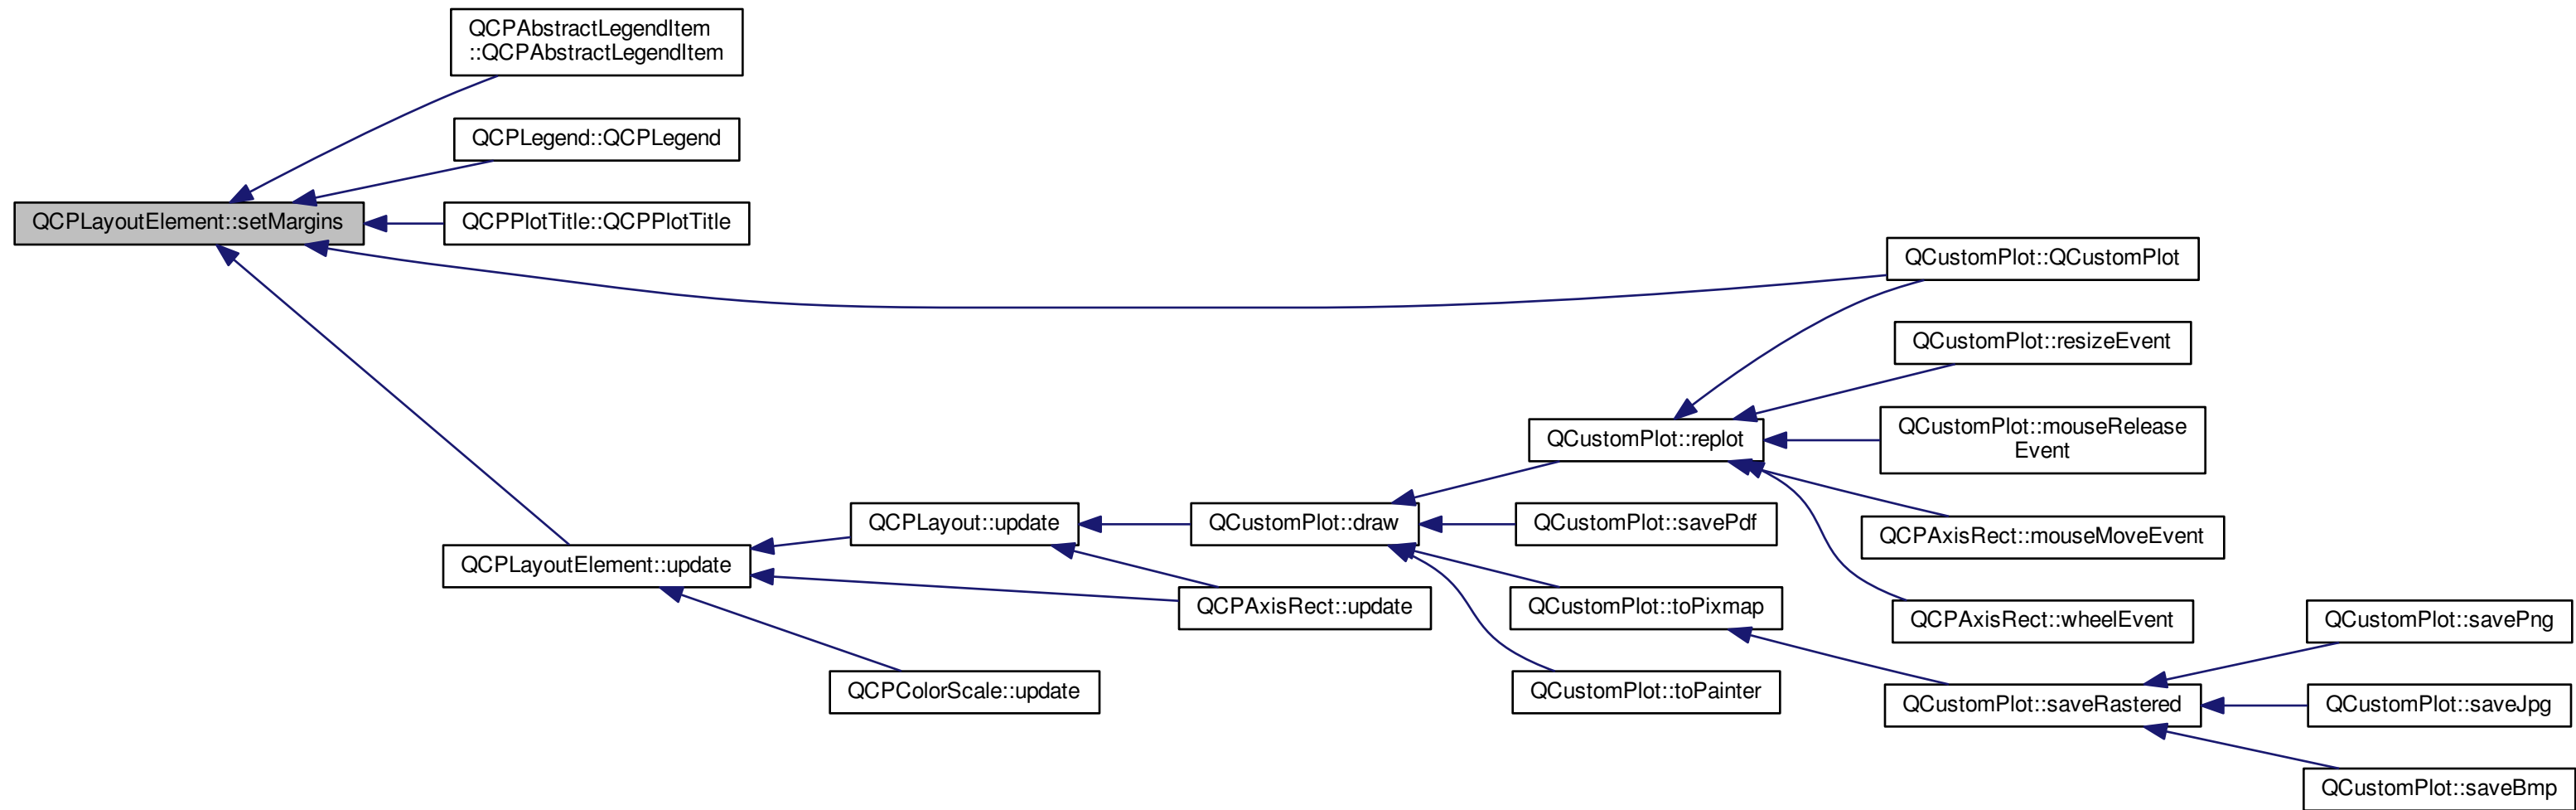 QCPAbstractLegendItem
::QCPAbstractLegendItem
QCPLegend::QCPLegend
QCPLayoutElement::setMargins
QCPPlotTitle::QCPPlotTitle
QCustomPlot::QCustomPlot
QCustomPlot::resizeEvent
QCustomPlot::replot
QCustomPlot::mouseRelease
Event
QCPLayout::update
QCustomPlot::draw
QCustomPlot::savePdf
QCPAxisRect::mouseMoveEvent
QCPLayoutElement::update
QCPAxisRect::update
QCustomPlot::toPixmap
QCPAxisRect::wheelEvent
QCustomPlot::savePng
QCPColorScale::update
QCustomPlot::toPainter
QCustomPlot::saveRastered
QCustomPlot::saveJpg
QCustomPlot::saveBmp